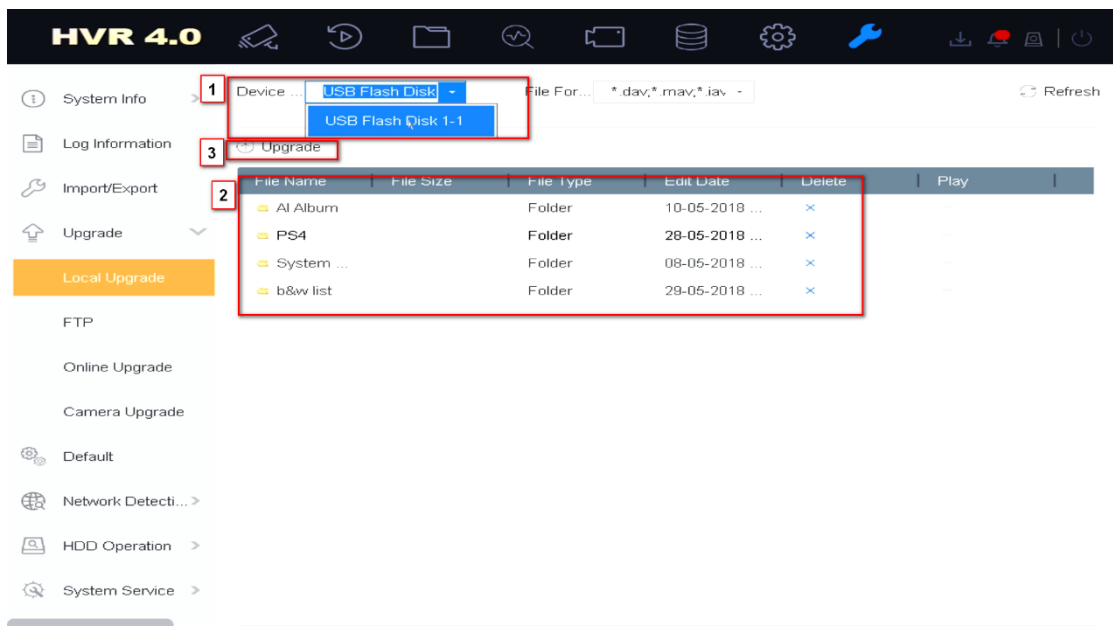 HVR 4.0
1
Device ... USB Flash Disk File For... *.dav;*.mav;*.iav Refresh
USB Flash Disk 1-1
3 Upgrade
2
File Name File Size File Type Edit Date Delete Play
AI Album Folder 10-05-2018 ...
PS4 Folder 28-05-2018 ...
System ... Folder 08-05-2018 ...
b&w list Folder 29-05-2018 ...
System Info
Log Information
Import/Export
Upgrade
Local Upgrade
FTP
Online Upgrade
Camera Upgrade
Default
Network Detecti...
HDD Operation
System Service